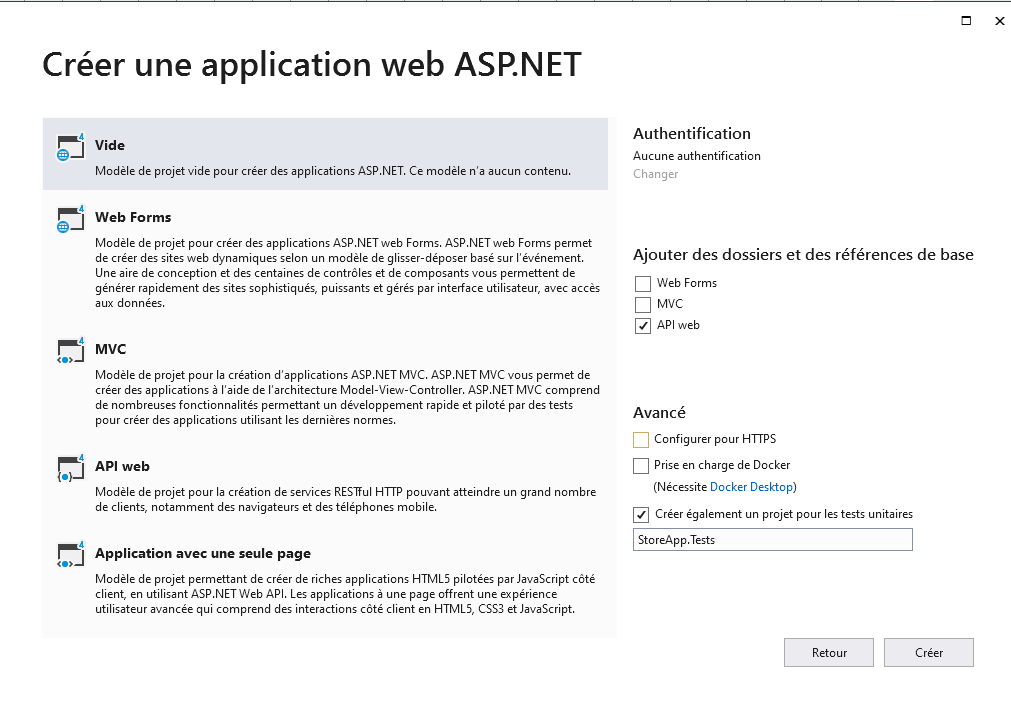 Créer une application web ASP.NET
Vide
Modèle de projet vide pour créer des applications ASP.NET. Ce modèle n'a aucun contenu.
Web Forms
Modèle de projet pour créer des applications ASP.NET web Forms. ASP.NET web Forms permet
de créer des sites web dynamiques selon un modèle de glisser-déposer basé sur l'événement.
Une aire de conception et des centaines de contrôles et de composants vous permettent de
générer rapidement des sites sophistiqués, puissants et gérés par interface utilisateur, avec accès
aux données.
MVC
Modèle de projet pour la création d'applications ASP.NET MVC. ASP.NET MVC vous permet de
créer des applications à l'aide de l'architecture Model-View-Controller. ASP.NET MVC comprend
de nombreuses fonctionnalités permettant un développement rapide et piloté par des tests
pour créer des applications utilisant les dernières normes.
API web
Modèle de projet pour la création de services RESTful HTTP pouvant atteindre un grand nombre
de clients, notamment des navigateurs et des téléphones mobile.
Application avec une seule page
Modèle de projet permettant de créer de riches applications HTML5 pilotées par JavaScript côté
client, en utilisant ASP.NET Web API. Les applications à une page offrent une expérience
utilisateur avancée qui comprend des interactions côté client en HTML5, CSS3 et JavaScript.
Authentification
Aucune authentification
Changer
Ajouter des dossiers et des références de base
Web Forms
MVC
API web
Avancé
Configurer pour HTTPS
Prise en charge de Docker
(Nécessite Docker Desktop)
Créer également un projet pour les tests unitaires
StoreApp.Tests
Retour
Créer